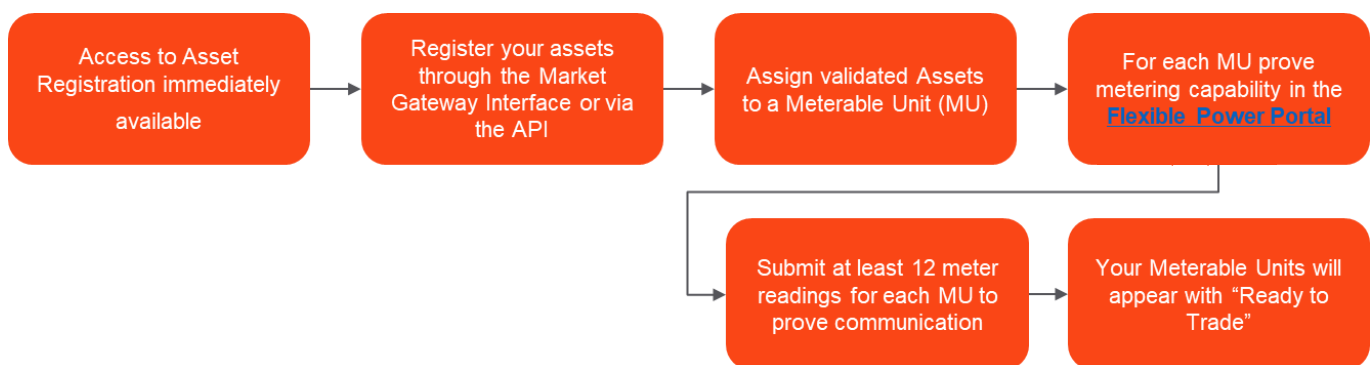 Access to Asset
Registration immediately
available
Register your assets
through the Market
Gateway Interface or via
the API
Assign validated Assets
to a Meterable Unit (MU)
For each MU prove
metering capability in the
Flexible Power Portal
Submit at least 12 meter
readings for each MU to
prove communication
Your Meterable Units will
appear with “Ready to
Trade”